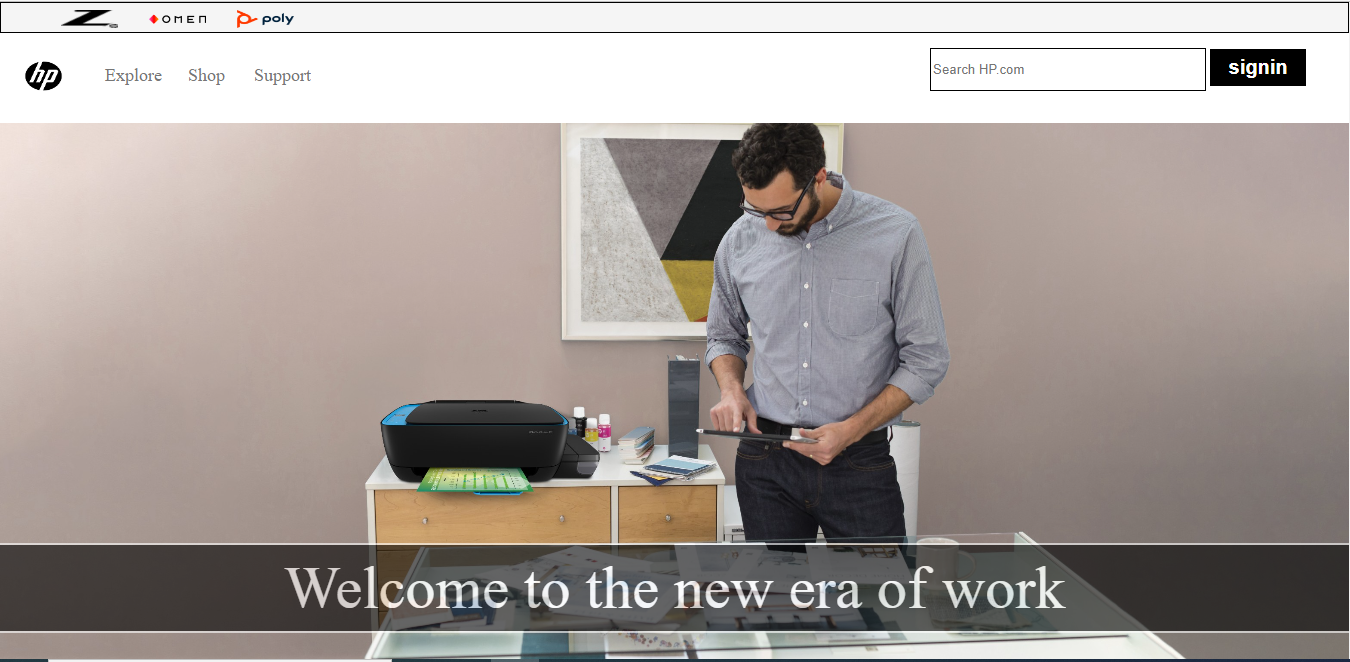 Z
OMEN
poly
hp
Explore
Shop
Support
Search HP.com
signin
Welcome to the new era of work